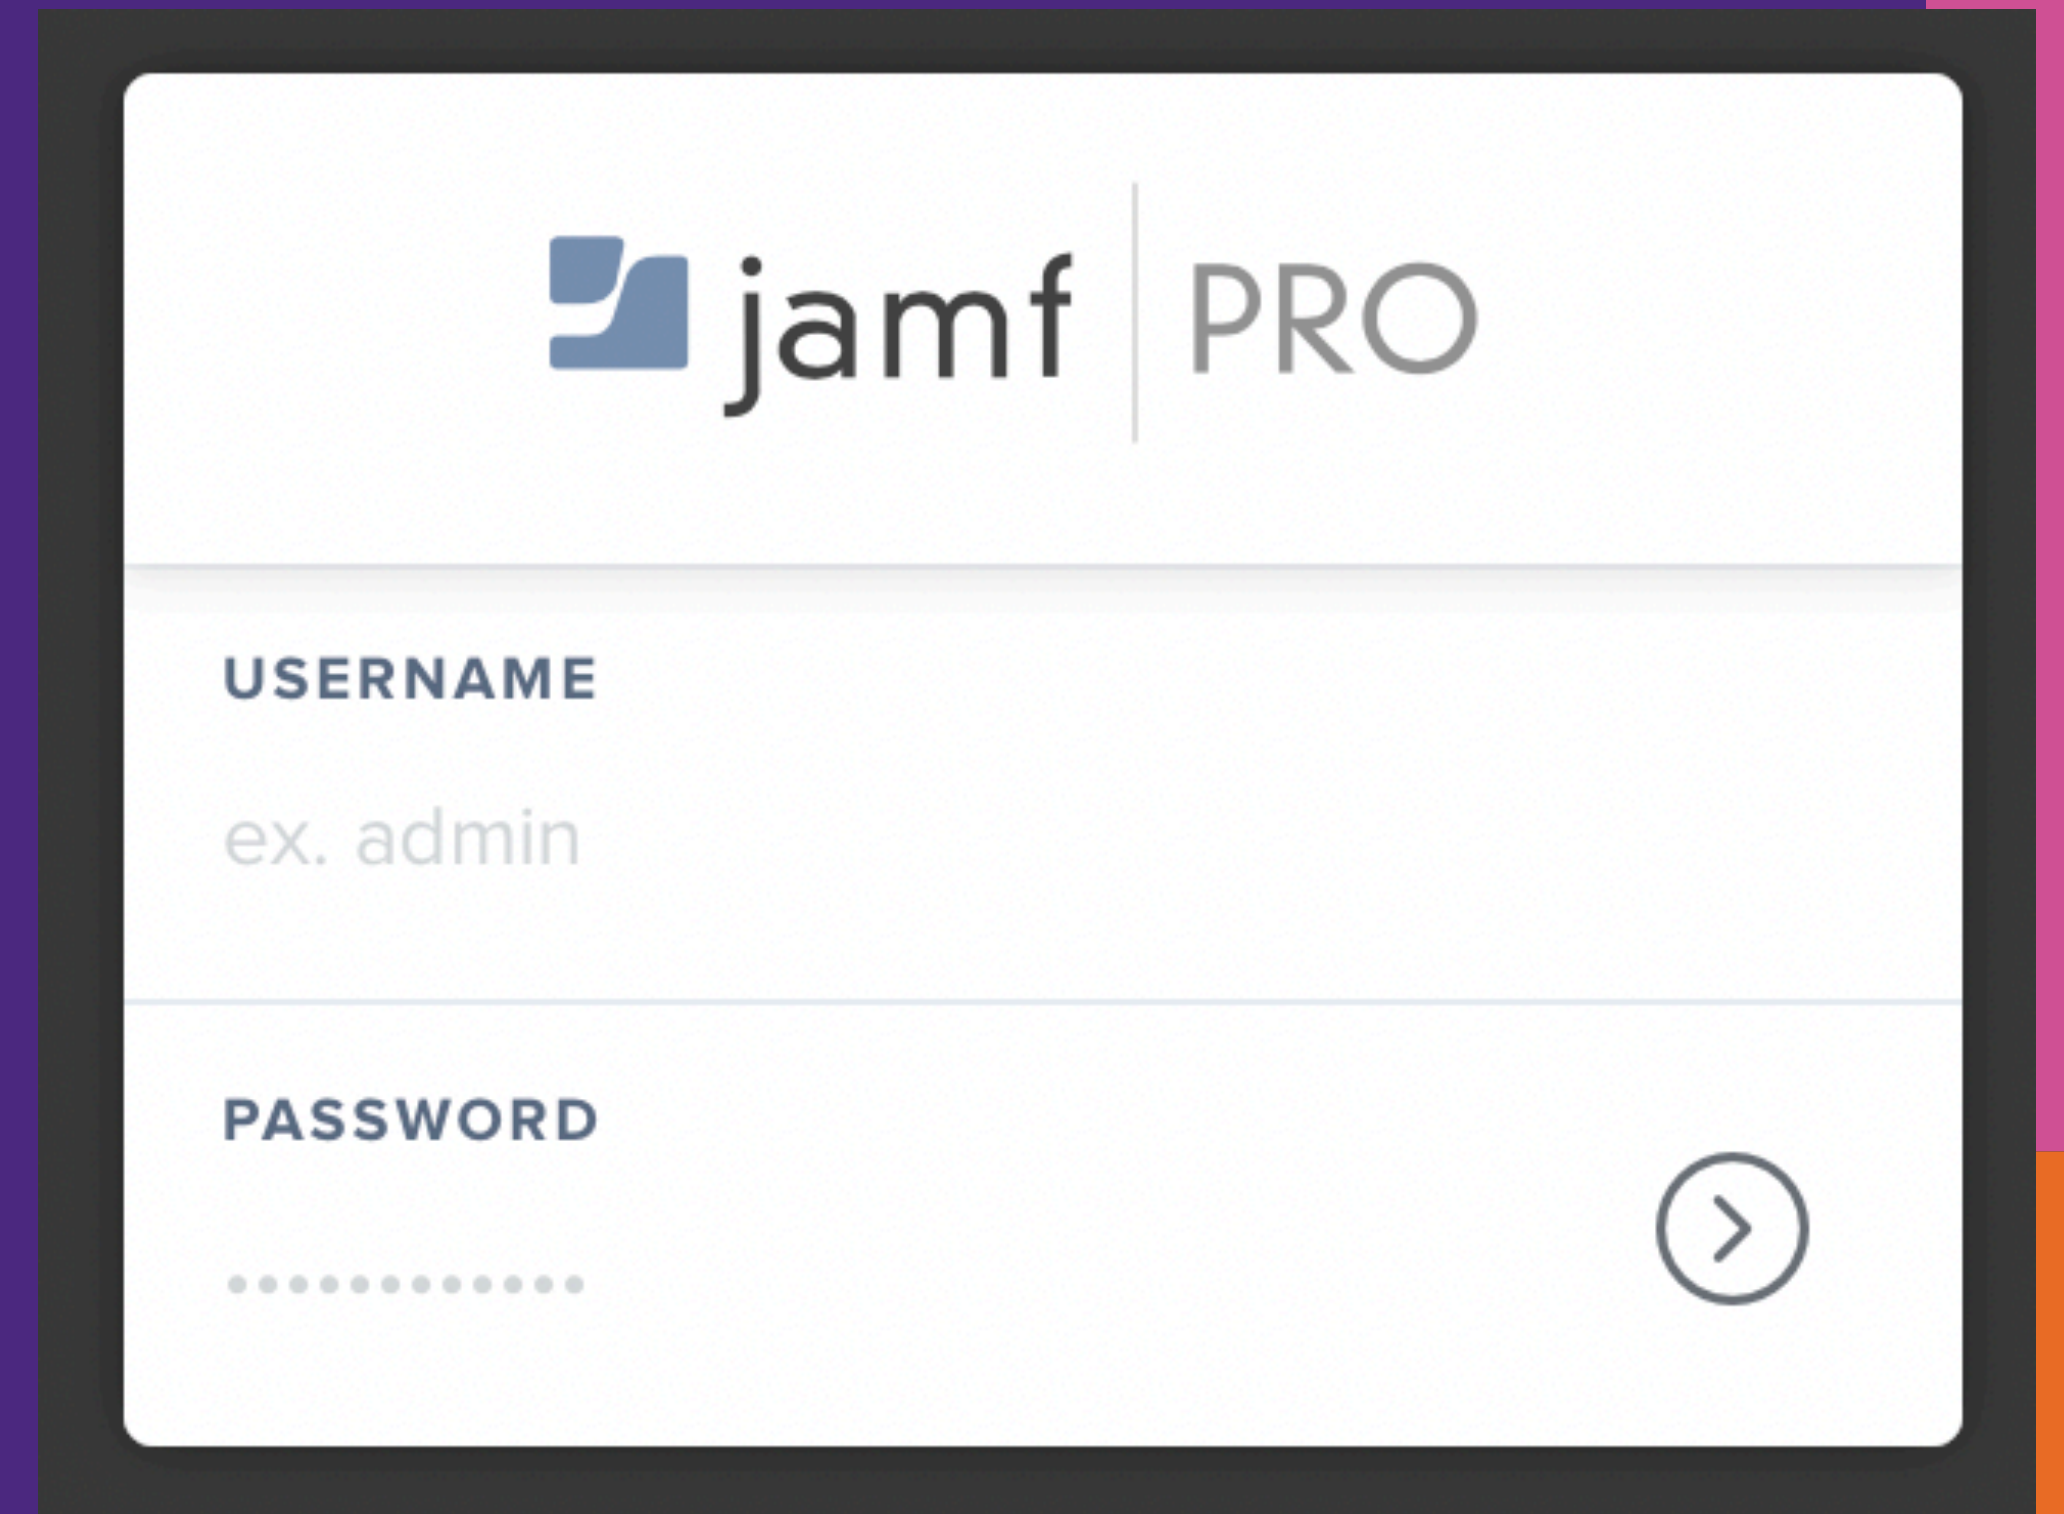 jamf PRO
USERNAME
ex. admin
PASSWORD
••••••••••••